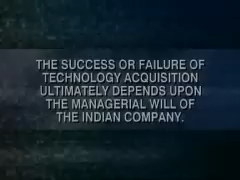 THE SUCCESS OR FAILURE OF
TECHNOLOGY ACQUISITION
ULTIMATELY DEPENDS UPON
THE MANAGERIAL WILL OF
THE INDIAN COMPANY.